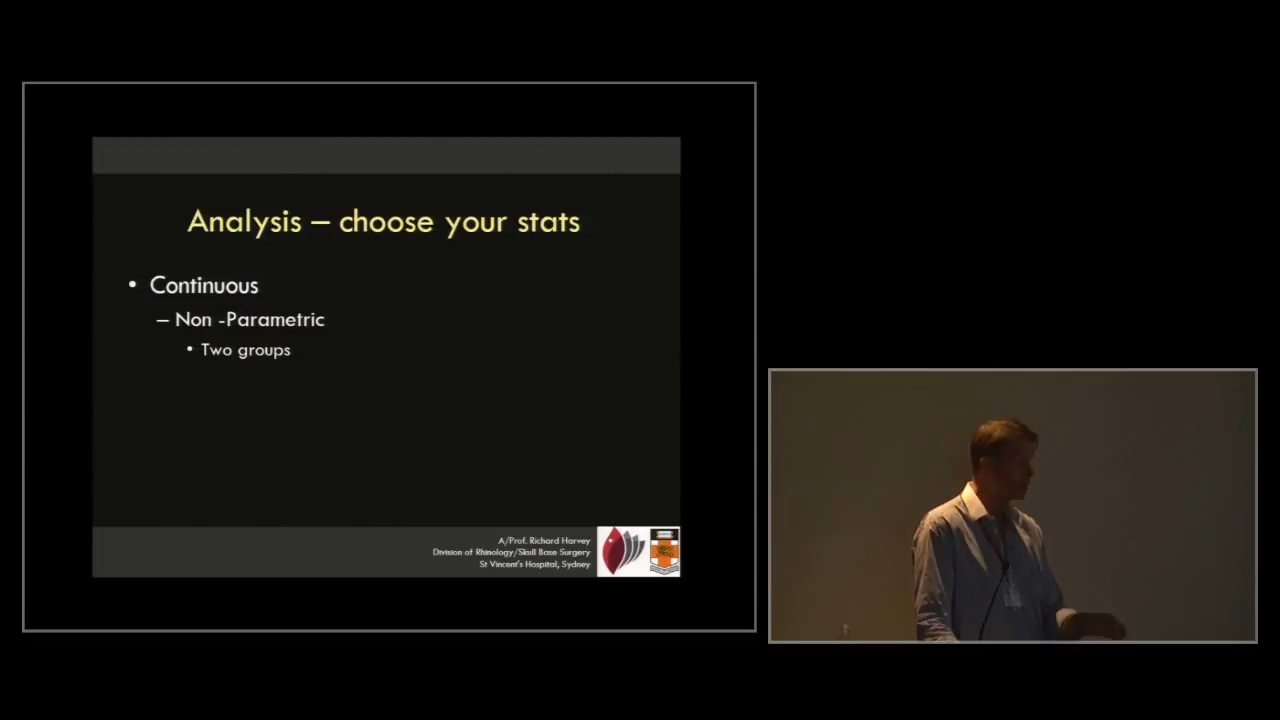 Analysis – choose your stats
• Continuous
– Non -Parametric
• Two groups
A/Prof. Richard Harvey
Division of Rhinology/Skull Base Surgery
St Vincent's Hospital, Sydney